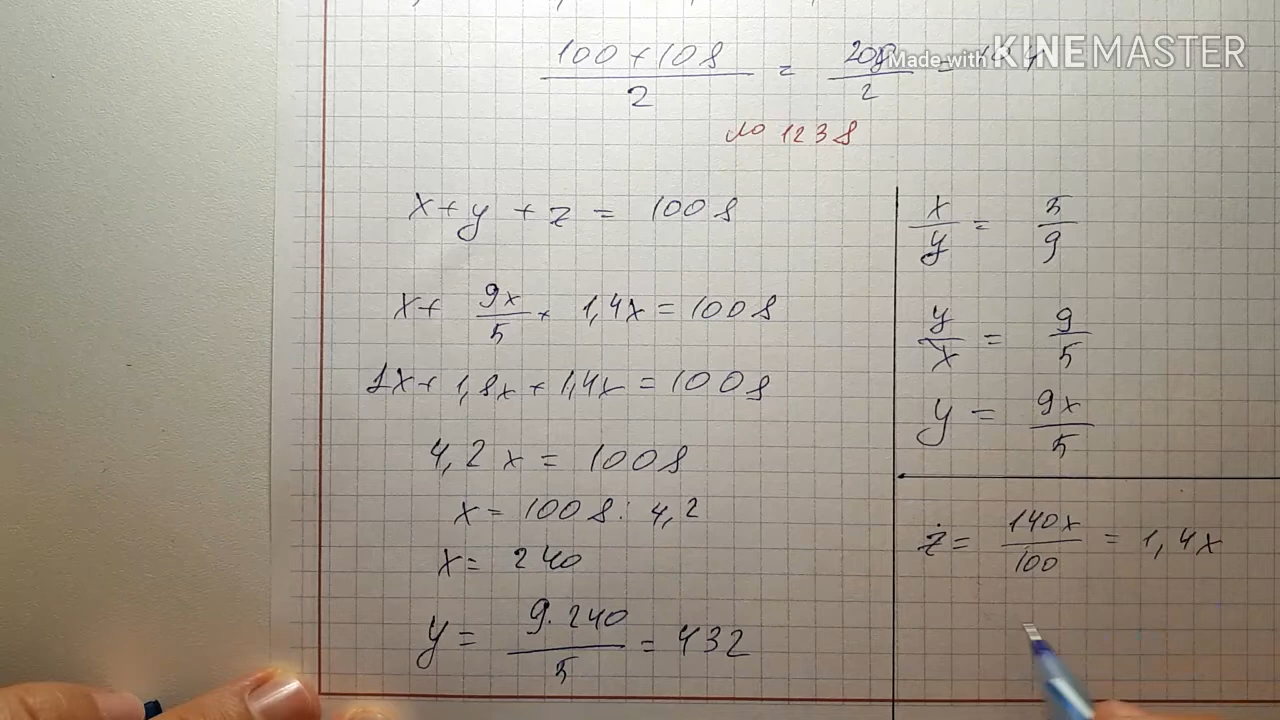 100 + 108 / 2 = 208 / 2 = 104
Made with KINEMASTER
№ 1238
x + y + z = 1008
x + 9x/5 + 1,4x = 1008
1x + 1,8x + 1,4x = 1008
4,2x = 1008
x = 1008 : 4,2
x = 240
y = 9·240/5 = 432
x/y = 5/9
y/x = 9/5
y = 9x/5
z = 140x/100 = 1,4x